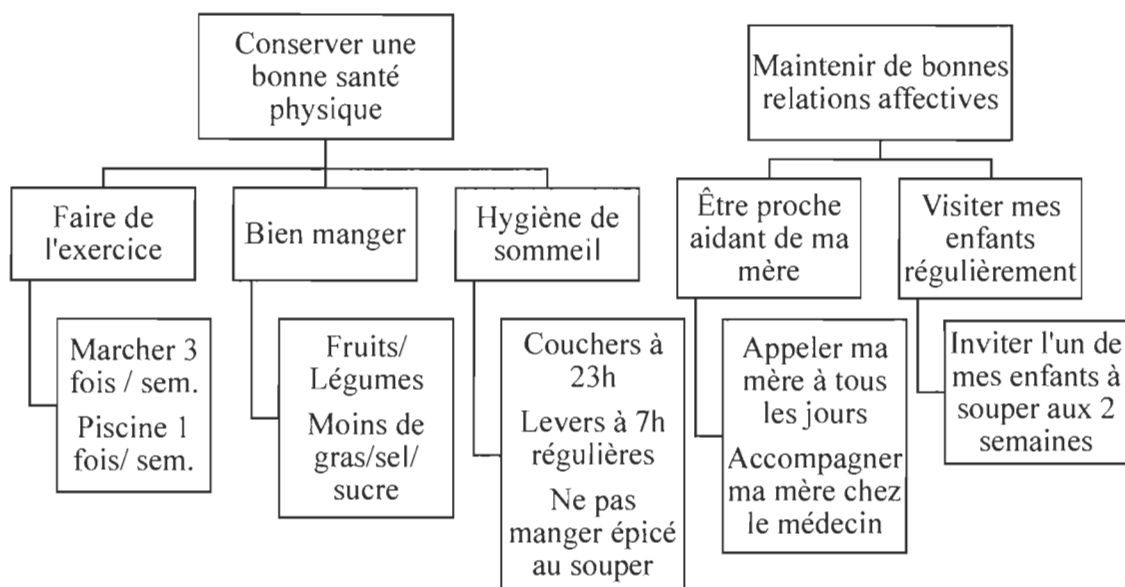 Conserver une
bonne santé
physique
Maintenir de bonnes
relations affectives
Faire de
l'exercice
Bien manger
Hygiène de
sommeil
Être proche
aidant de ma
mère
Visiter mes
enfants
régulièrement
Marcher 3
fois / sem.
Piscine 1
fois/ sem.
Fruits/
Légumes
Moins de
gras/sel/
sucre
Couchers à
23h
Levers à 7h
régulières
Ne pas
manger épicé
au souper
Appeler ma
mère à tous
les jours
Accompagner
ma mère chez
le médecin
Inviter l'un de
mes enfants à
souper aux 2
semaines